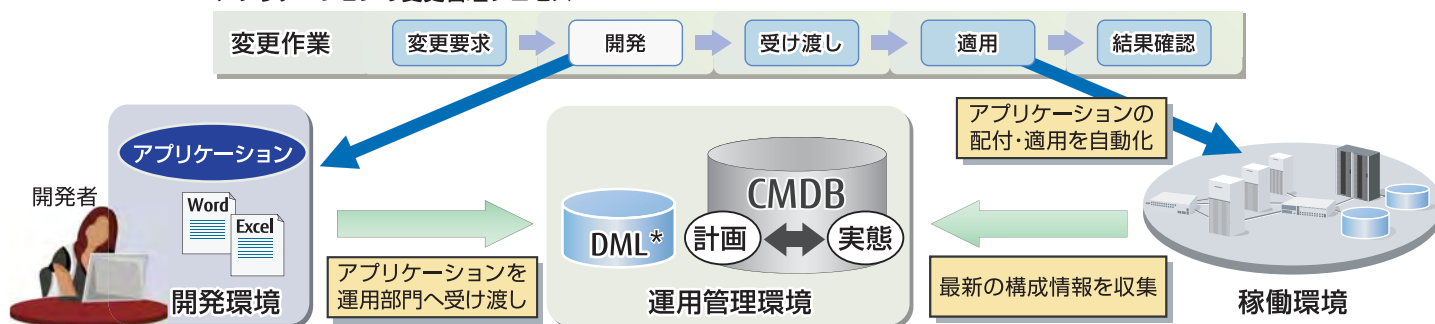 変更作業
変更要求
開発
受け渡し
適用
結果確認
アプリケーションの
配付・適用を自動化
アプリケーション
開発者
Word
Excel
開発環境
アプリケーションを
運用部門へ受け渡し
CMDB
DML*
計画
実態
運用管理環境
最新の構成情報を収集
稼働環境